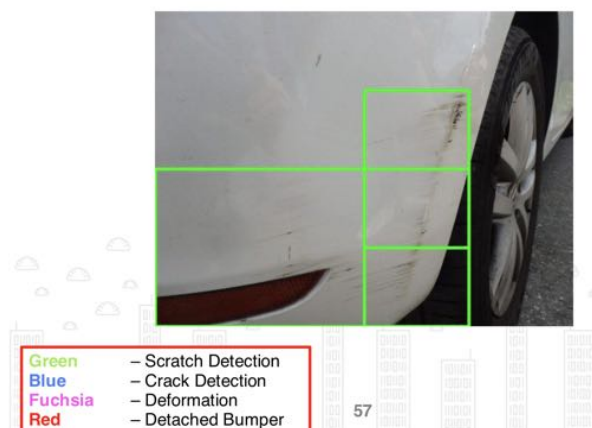 Green – Scratch Detection
Blue – Crack Detection
Fuchsia – Deformation
Red – Detached Bumper
57